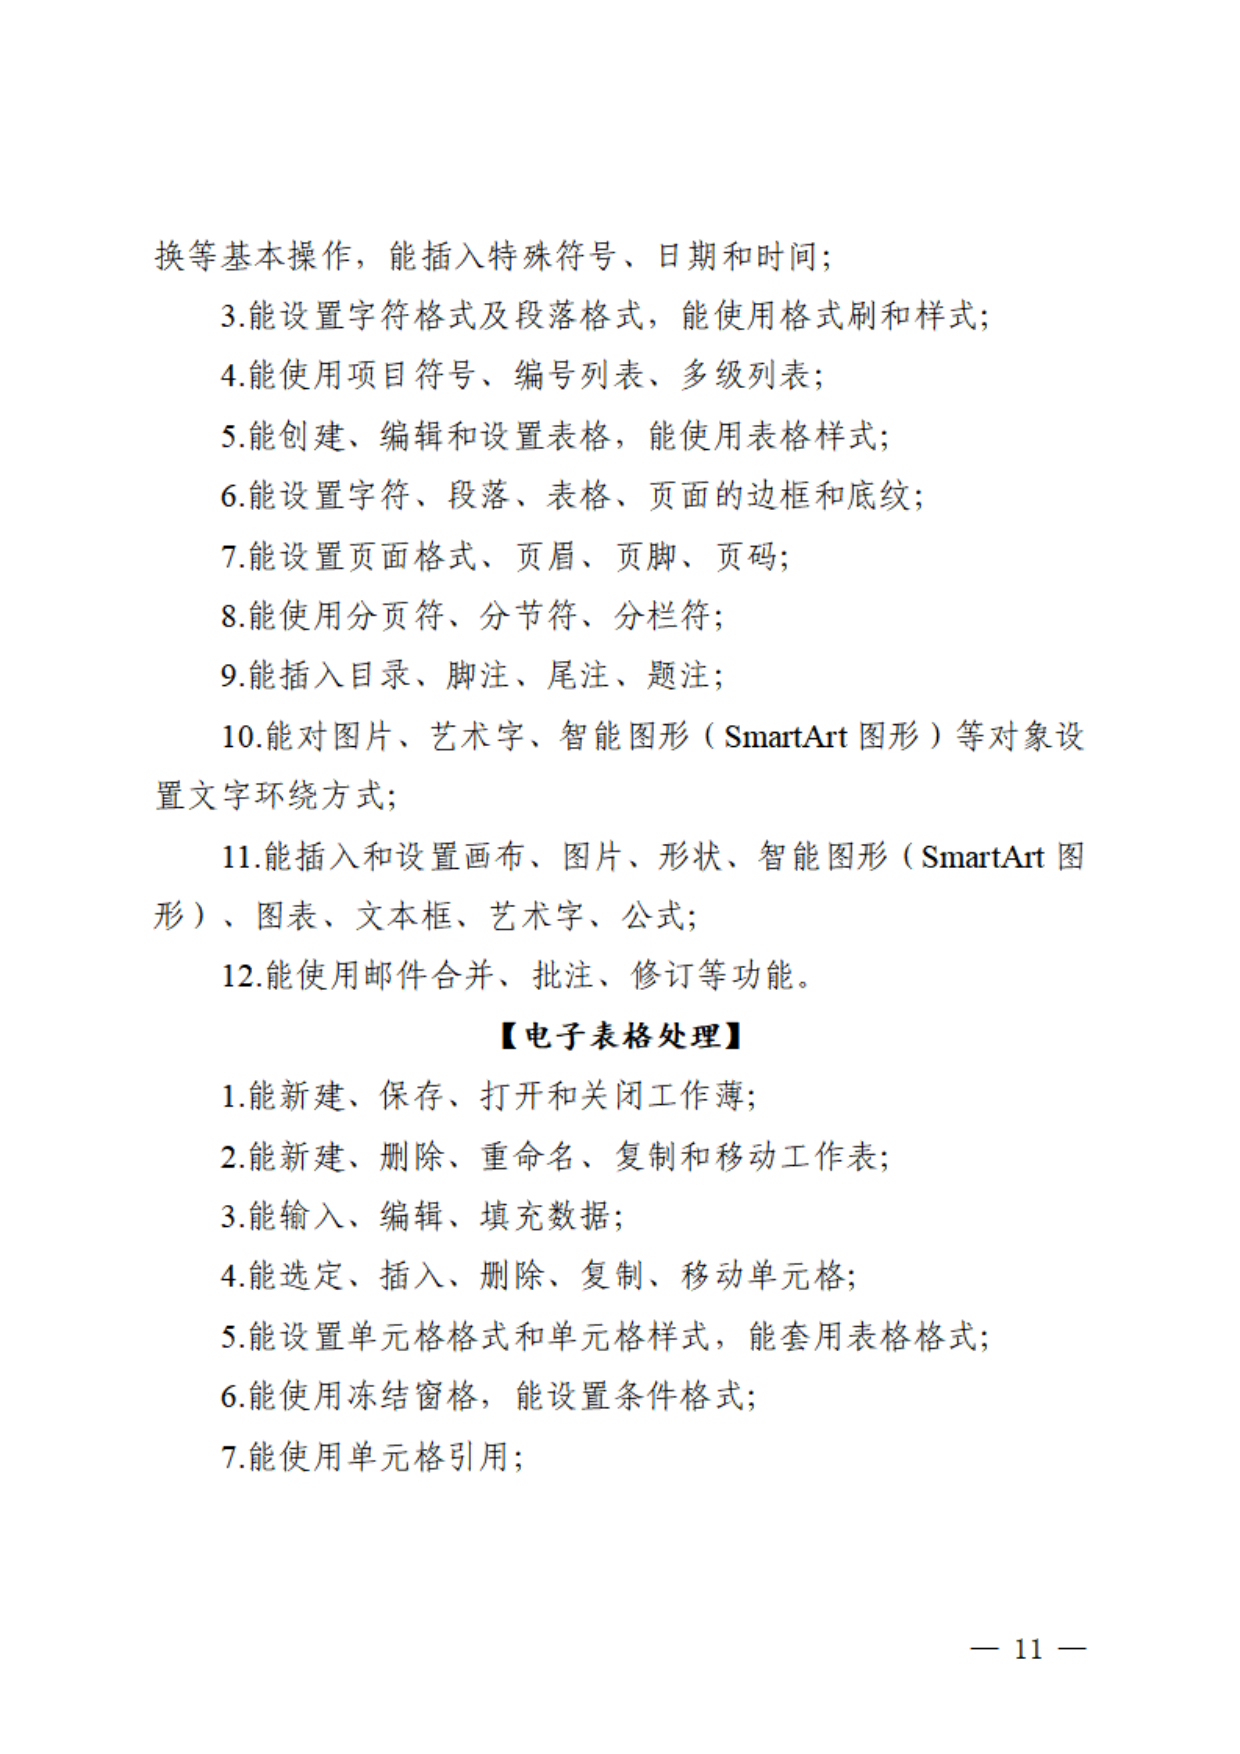 换等基本操作，能插入特殊符号、日期和时间；
3.能设置字符格式及段落格式，能使用格式刷和样式；
4.能使用项目符号、编号列表、多级列表；
5.能创建、编辑和设置表格，能使用表格样式；
6.能设置字符、段落、表格、页面的边框和底纹；
7.能设置页面格式、页眉、页脚、页码；
8.能使用分页符、分节符、分栏符；
9.能插入目录、脚注、尾注、题注；
10.能对图片、艺术字、智能图形（SmartArt 图形）等对象设
置文字环绕方式；
11.能插入和设置画布、图片、形状、智能图形（SmartArt 图
形）、图表、文本框、艺术字、公式；
12.能使用邮件合并、批注、修订等功能。
【电子表格处理】
1.能新建、保存、打开和关闭工作薄；
2.能新建、删除、重命名、复制和移动工作表；
3.能输入、编辑、填充数据；
4.能选定、插入、删除、复制、移动单元格；
5.能设置单元格格式和单元格样式，能套用表格格式；
6.能使用冻结窗格，能设置条件格式；
7.能使用单元格引用；
— 11 —